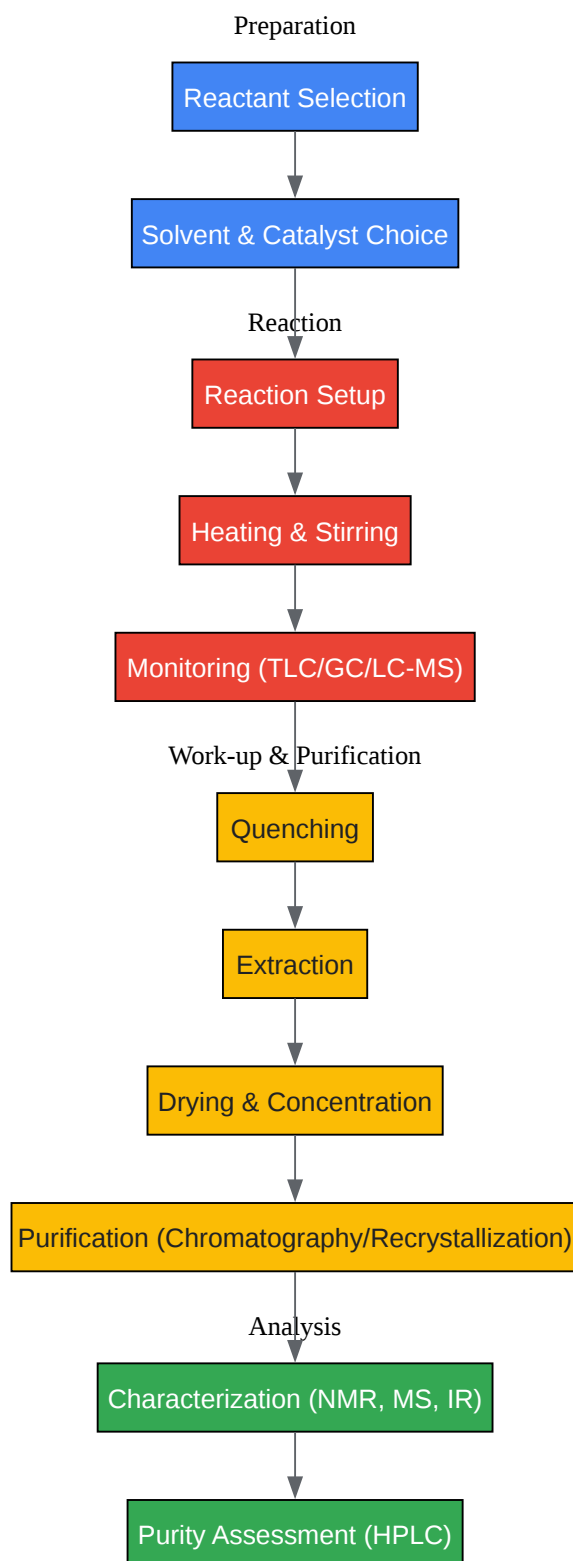 Preparation
Reactant Selection
Solvent & Catalyst Choice
Reaction
Reaction Setup
Heating & Stirring
Monitoring (TLC/GC/LC-MS)
Work-up & Purification
Quenching
Extraction
Drying & Concentration
Purification (Chromatography/Recrystallization)
Analysis
Characterization (NMR, MS, IR)
Purity Assessment (HPLC)